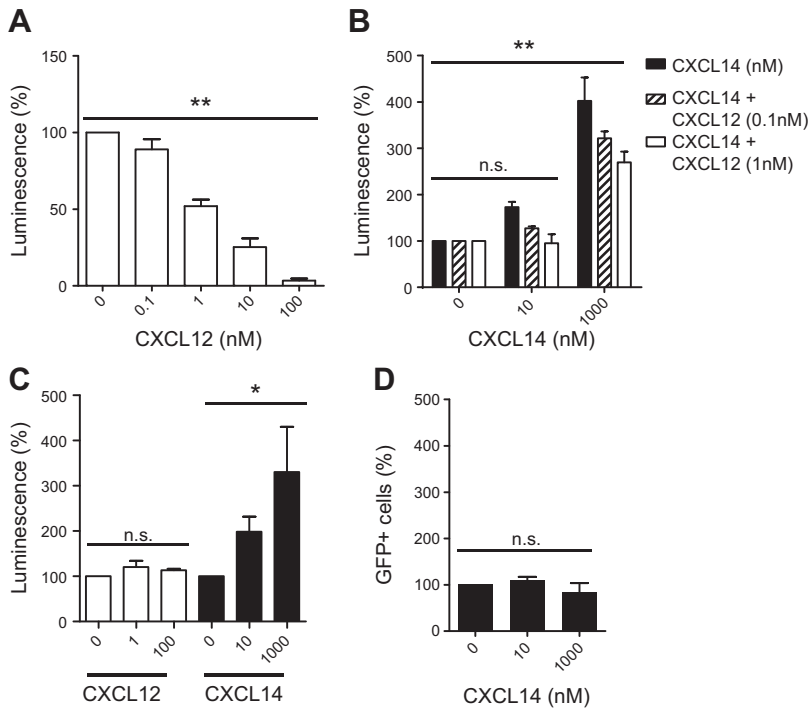 A
150
100
50
0
Luminescence (%)
**
0
0.1
1
10
100
CXCL12 (nM)
B
500
400
300
200
100
0
Luminescence (%)
**
n.s.
0
10
1000
CXCL14 (nM)
CXCL14 (nM)
CXCL14 +
CXCL12 (0.1nM)
CXCL14 +
CXCL12 (1nM)
C
500
400
300
200
100
0
Luminescence (%)
n.s.
*
0
1
100
0
10
1000
CXCL12
CXCL14
D
500
400
300
200
100
0
GFP+ cells (%)
n.s.
0
10
1000
CXCL14 (nM)